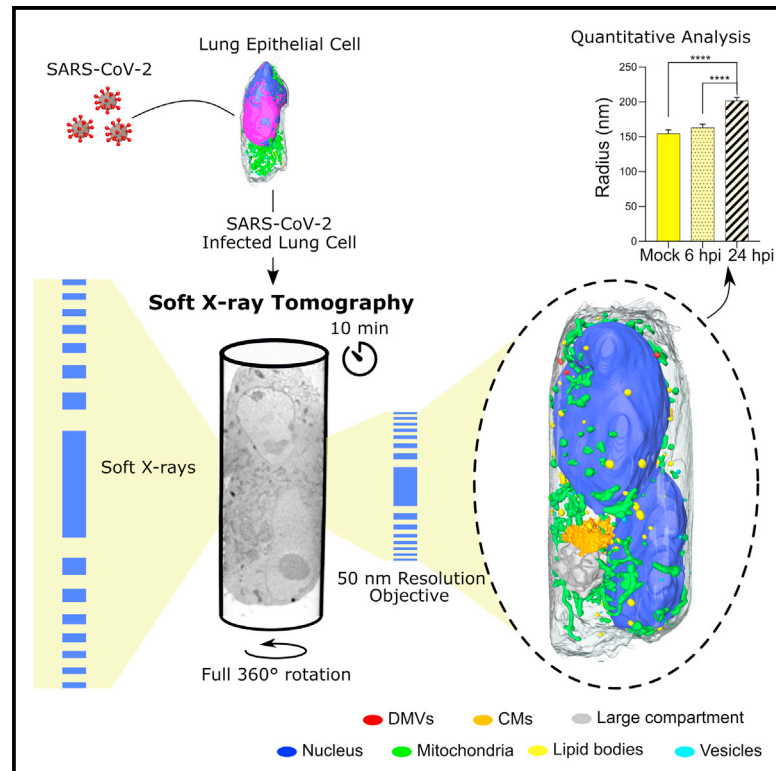 SARS-CoV-2
Lung Epithelial Cell
SARS-CoV-2
Infected Lung Cell
Soft X-ray Tomography
10 min
Soft X-rays
50 nm Resolution
Objective
Full 360° rotation
Quantitative Analysis
****
****
Radius (nm)
250
200
150
100
50
0
Mock 6 hpi 24 hpi
DMVs CMs Large compartment
Nucleus Mitochondria Lipid bodies Vesicles